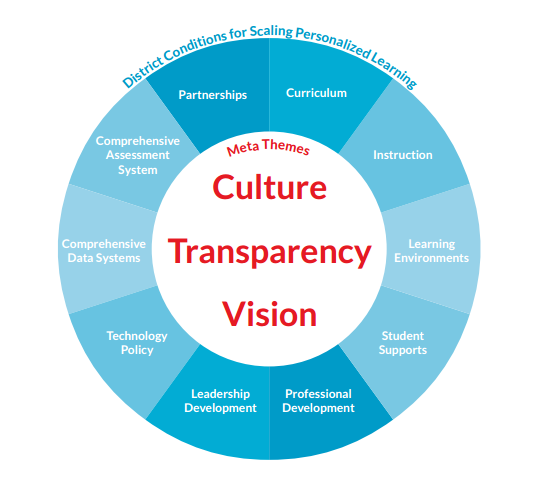 District Conditions for Scaling Personalized Learning
Partnerships
Curriculum
Instruction
Learning
Environments
Student
Supports
Professional
Development
Leadership
Development
Technology
Policy
Comprehensive
Data Systems
Comprehensive
Assessment
System
Meta Themes
Culture
Transparency
Vision